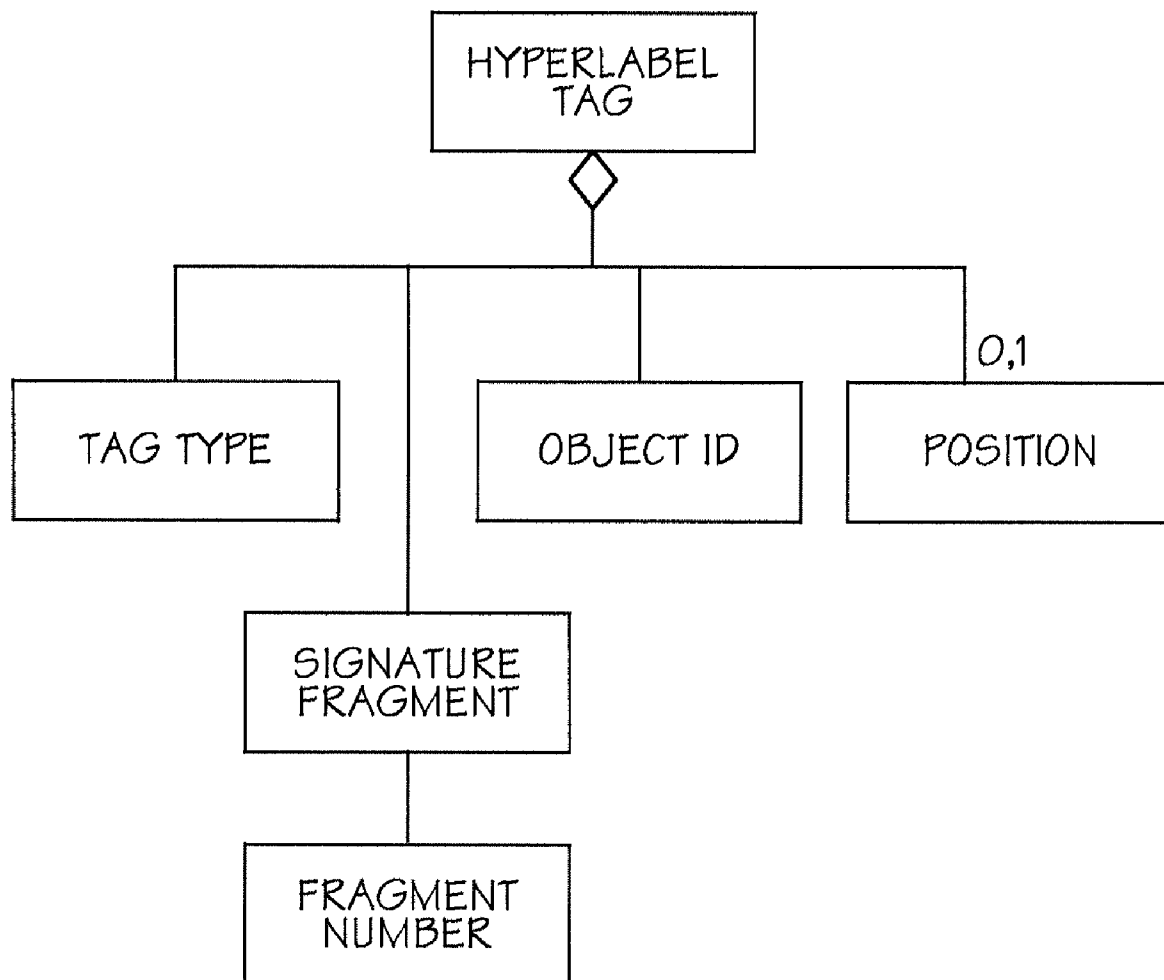 HYPERLABEL
TAG
0,1
TAG TYPE
OBJECT ID
POSITION
SIGNATURE
FRAGMENT
FRAGMENT
NUMBER